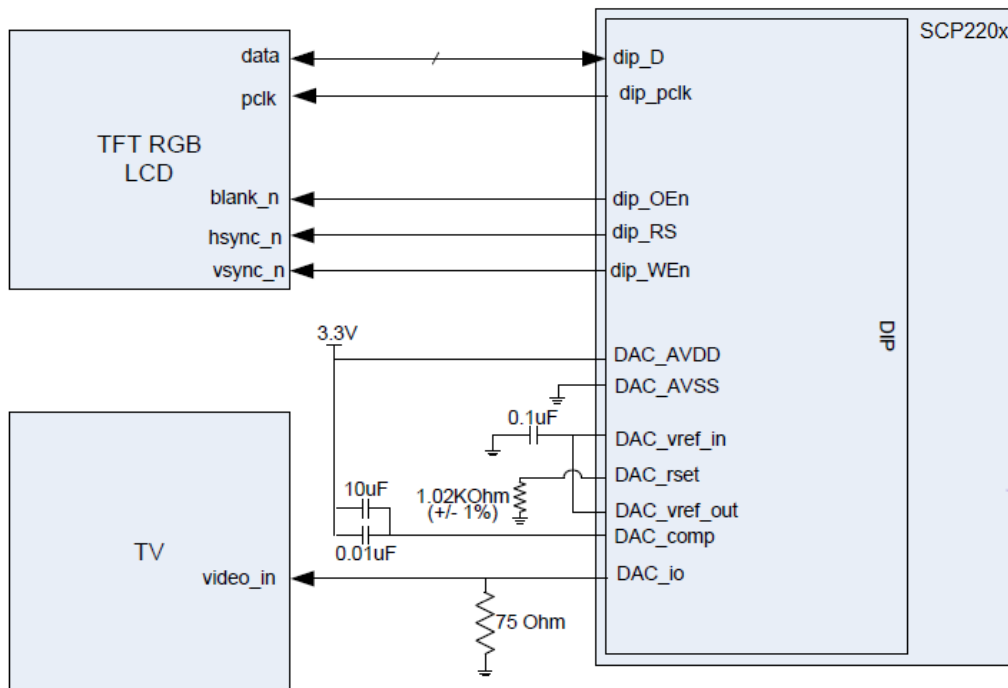 SCP220x
data
dip_D
pclk
dip_pclk
TFT RGB
LCD
blank_n
dip_OEn
hsync_n
dip_RS
vsync_n
dip_WEn
DIP
3.3V
DAC_AVDD
DAC_AVSS
0.1uF
DAC_vref_in
DAC_rset
10uF
1.02KOhm
(+/- 1%)
DAC_vref_out
DAC_comp
0.01uF
TV
video_in
DAC_io
75 Ohm